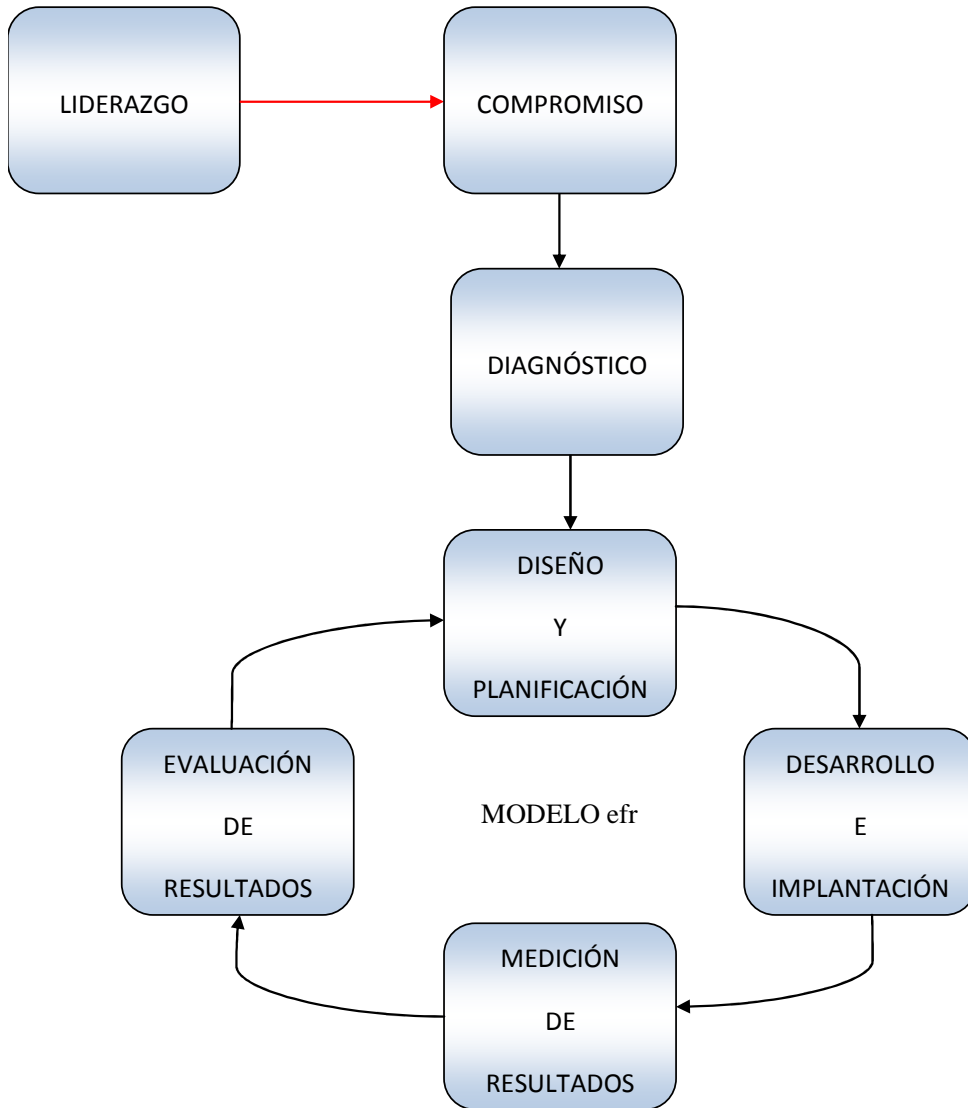 LIDERAZGO
COMPROMISO
DIAGNÓSTICO
DISEÑO
Y
PLANIFICACIÓN
EVALUACIÓN
DE
RESULTADOS
MODELO efr
DESARROLLO
E
IMPLANTACIÓN
MEDICIÓN
DE
RESULTADOS